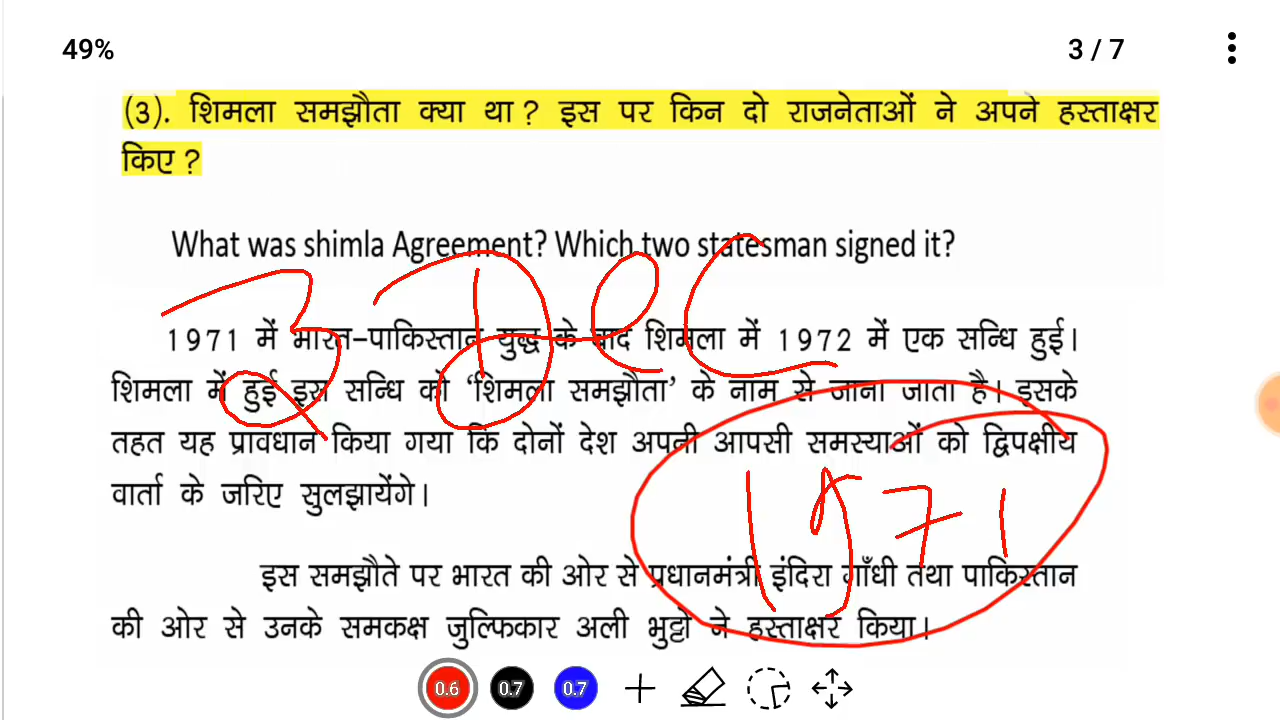 49%
3 / 7
(3). शिमला समझौता क्या था ? इस पर किन दो राजनेताओं ने अपने हस्ताक्षर
किए ?
What was shimla Agreement? Which two statesman signed it?
3 Dec
1971 में भारत-पाकिस्तान युद्ध के बाद शिमला में 1972 में एक सन्धि हुई।
शिमला में हुई इस सन्धि को 'शिमला समझौता' के नाम से जाना जाता है। इसके
तहत यह प्रावधान किया गया कि दोनों देश अपनी आपसी समस्याओं को द्विपक्षीय
वार्ता के जरिए सुलझायेंगे।
1971
इस समझौते पर भारत की ओर से प्रधानमंत्री इंदिरा गाँधी तथा पाकिस्तान
की ओर से उनके समकक्ष जुल्फिकार अली भुट्टो ने हस्ताक्षर किया।
0.6 0.7 0.7